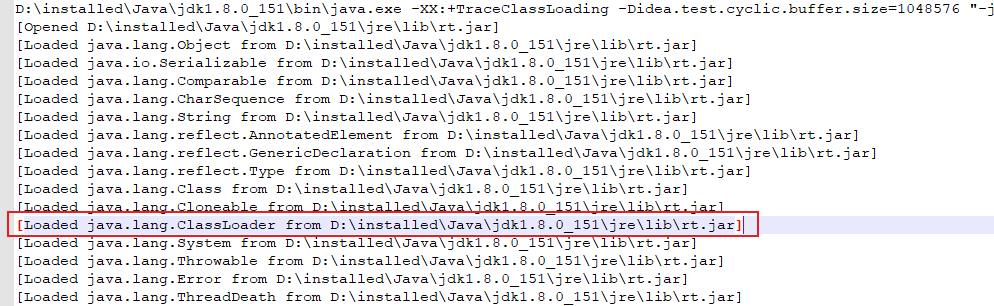 D:\installed\Java\jdk1.8.0_151\bin\java.exe -XX:+TraceClassLoading -Didea.test.cyclic.buffer.size=1048576 "-j
[Opened D:\installed\Java\jdk1.8.0_151\jre\lib\rt.jar]
[Loaded java.lang.Object from D:\installed\Java\jdk1.8.0_151\jre\lib\rt.jar]
[Loaded java.io.Serializable from D:\installed\Java\jdk1.8.0_151\jre\lib\rt.jar]
[Loaded java.lang.Comparable from D:\installed\Java\jdk1.8.0_151\jre\lib\rt.jar]
[Loaded java.lang.CharSequence from D:\installed\Java\jdk1.8.0_151\jre\lib\rt.jar]
[Loaded java.lang.String from D:\installed\Java\jdk1.8.0_151\jre\lib\rt.jar]
[Loaded java.lang.reflect.AnnotatedElement from D:\installed\Java\jdk1.8.0_151\jre\lib\rt.jar]
[Loaded java.lang.reflect.GenericDeclaration from D:\installed\Java\jdk1.8.0_151\jre\lib\rt.jar]
[Loaded java.lang.reflect.Type from D:\installed\Java\jdk1.8.0_151\jre\lib\rt.jar]
[Loaded java.lang.Class from D:\installed\Java\jdk1.8.0_151\jre\lib\rt.jar]
[Loaded java.lang.Cloneable from D:\installed\Java\jdk1.8.0_151\jre\lib\rt.jar]
[Loaded java.lang.ClassLoader from D:\installed\Java\jdk1.8.0_151\jre\lib\rt.jar]
[Loaded java.lang.System from D:\installed\Java\jdk1.8.0_151\jre\lib\rt.jar]
[Loaded java.lang.Throwable from D:\installed\Java\jdk1.8.0_151\jre\lib\rt.jar]
[Loaded java.lang.Error from D:\installed\Java\jdk1.8.0_151\jre\lib\rt.jar]
[Loaded java.lang.ThreadDeath from D:\installed\Java\jdk1.8.0_151\jre\lib\rt.jar]